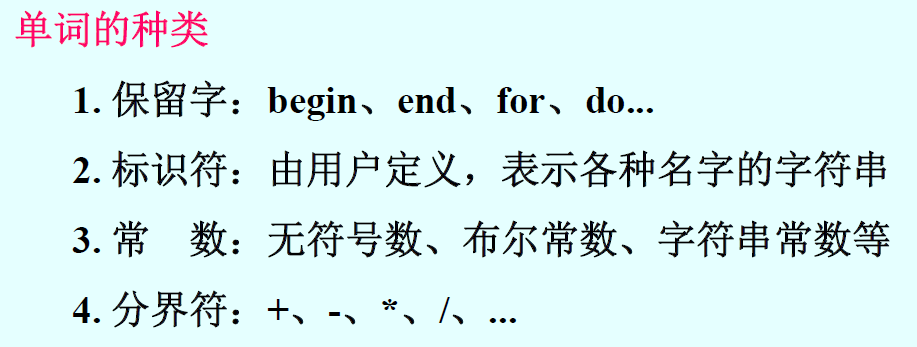 单词的种类
1. 保留字：begin、end、for、do...
2. 标识符：由用户定义，表示各种名字的字符串
3. 常　数：无符号数、布尔常数、字符串常数等
4. 分界符：+、-、*、/、...